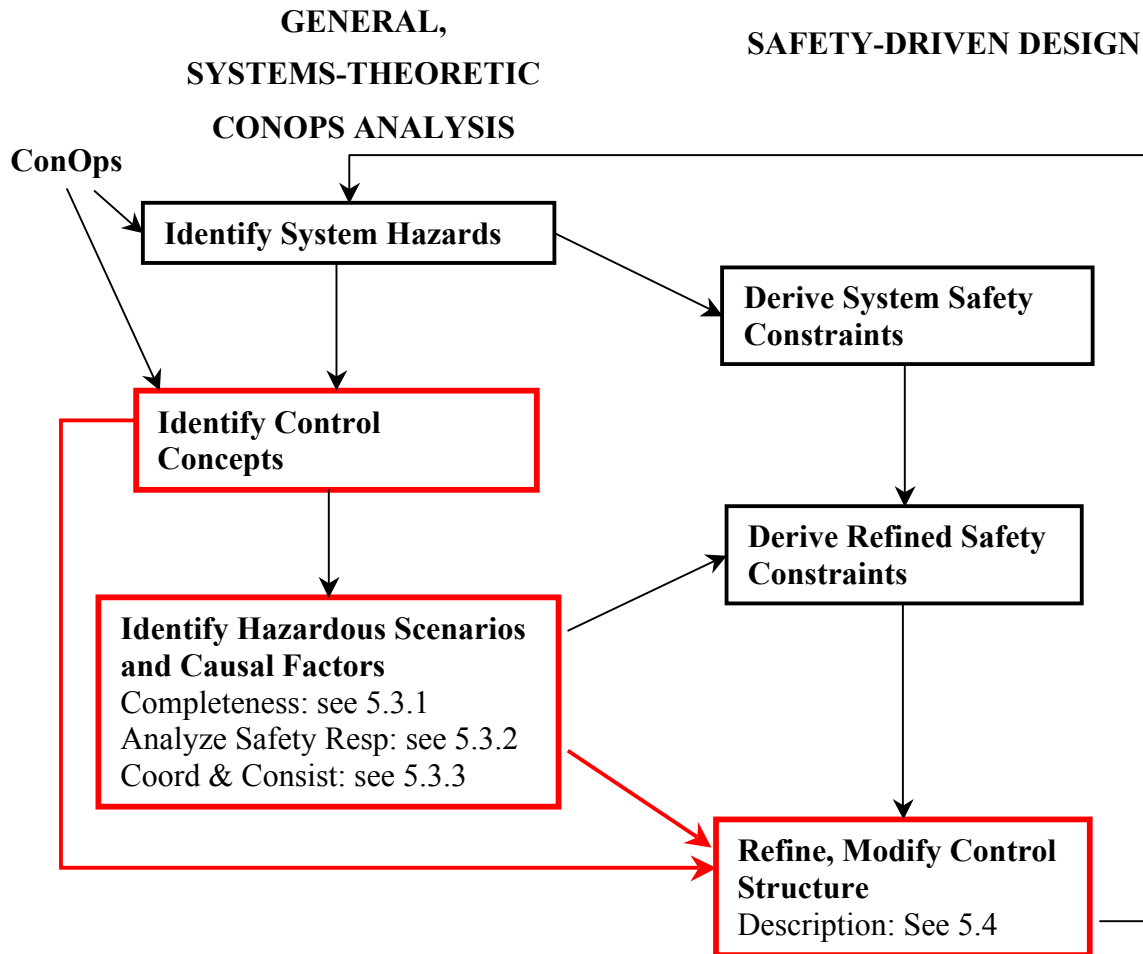 GENERAL,
SYSTEMS-THEORETIC
CONOPS ANALYSIS
SAFETY-DRIVEN DESIGN
ConOps
Identify System Hazards
Derive System Safety
Constraints
Identify Control
Concepts
Derive Refined Safety
Constraints
Identify Hazardous Scenarios
and Causal Factors
Completeness: see 5.3.1
Analyze Safety Resp: see 5.3.2
Coord & Consist: see 5.3.3
Refine, Modify Control
Structure
Description: See 5.4